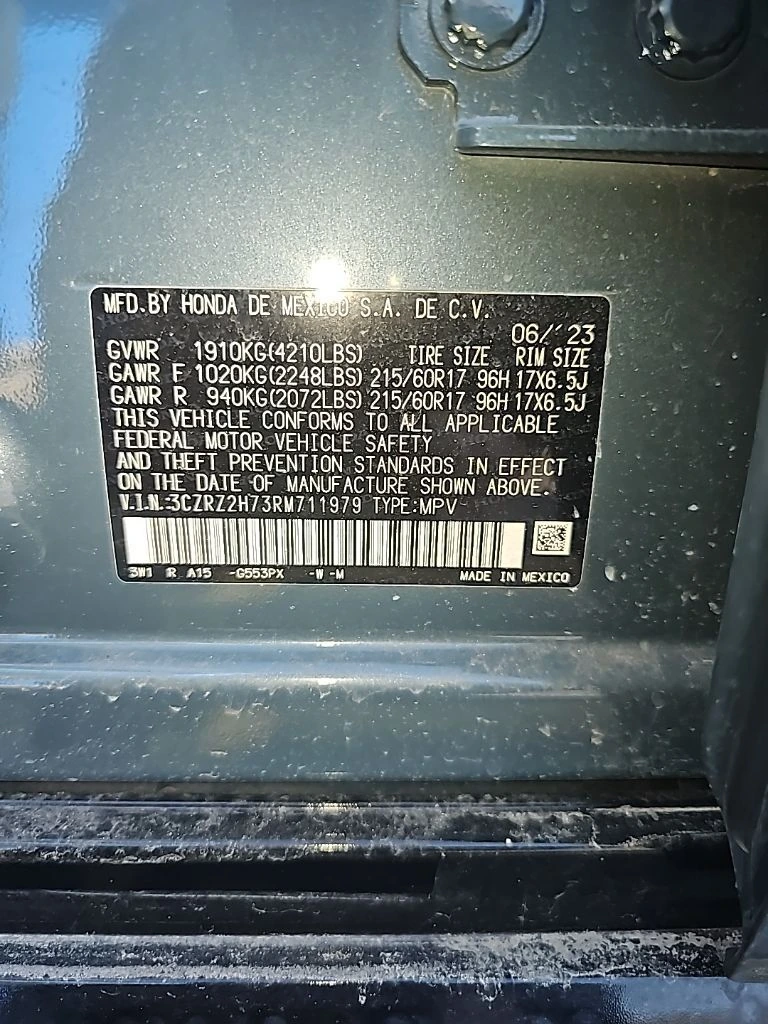 MFD.BY HONDA DE MEXICO S.A. DE C.V.
06/'23
GVWR 1910KG(4210LBS) TIRE SIZE RIM SIZE
GAWR F 1020KG(2248LBS) 215/60R17 96H 17X6.5J
GAWR R 940KG(2072LBS) 215/60R17 96H 17X6.5J
THIS VEHICLE CONFORMS TO ALL APPLICABLE
FEDERAL MOTOR VEHICLE SAFETY
AND THEFT PREVENTION STANDARDS IN EFFECT
ON THE DATE OF MANUFACTURE SHOWN ABOVE.
V.I.N.3CZRZ2H73RM711979 TYPE:MPV
3W1 R A15 -G553PX -W -M MADE IN MEXICO